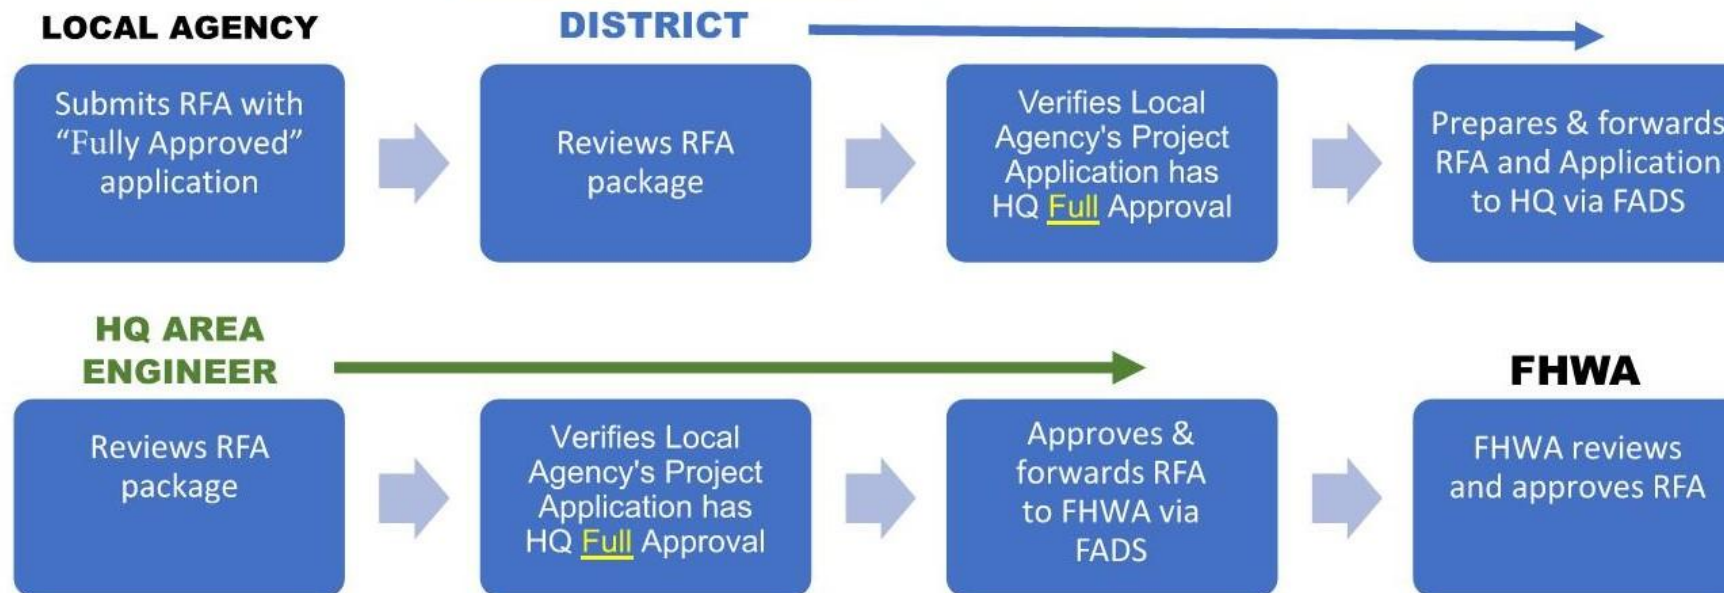 LOCAL AGENCY
Submits RFA with
“Fully Approved”
application
DISTRICT
Reviews RFA
package
Verifies Local
Agency's Project
Application has
HQ Full Approval
Prepares & forwards
RFA and Application
to HQ via FADS
HQ AREA
ENGINEER
Reviews RFA
package
Verifies Local
Agency's Project
Application has
HQ Full Approval
Approves &
forwards RFA
to FHWA via
FADS
FHWA
FHWA reviews
and approves RFA